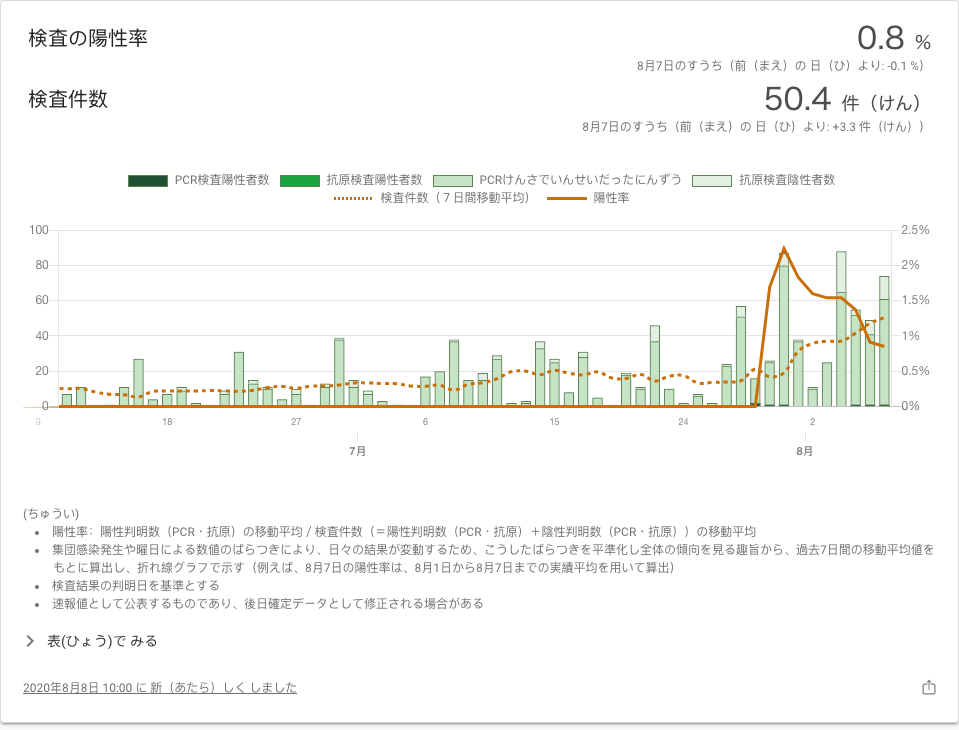 検査の陽性率
0.8 %
8月7日のすうち（前（まえ）の 日（ひ）より: -0.1 %）
検査件数
50.4 件（けん）
8月7日のすうち（前（まえ）の 日（ひ）より: +3.3 件（けん））
PCR検査陽性者数 抗原検査陽性者数 PCRけんさでいんせいだったにんずう 抗原検査陰性者数
検査件数（７日間移動平均） 陽性率
100 2.5%
80 2%
60 1.5%
40 1%
20 0.5%
0 0%
9 18 27 6 15 24 2
7月 8月
(ちゅうい)
陽性率：陽性判明数（PCR・抗原）の移動平均 / 検査件数（＝陽性判明数（PCR・抗原）＋陰性判明数（PCR・抗原））の移動平均
集団感染発生や曜日による数値のばらつきにより、日々の結果が変動するため、こうしたばらつきを平準化し全体の傾向を見る趣旨から、過去7日間の移動平均値を
もとに算出し、折れ線グラフで示す（例えば、8月7日の陽性率は、8月1日から8月7日までの実績平均を用いて算出）
検査結果の判明日を基準とする
速報値として公表するものであり、後日確定データとして修正される場合がある
表(ひょう)で みる
2020年8月8日 10:00 に 新（あたら）しく しました